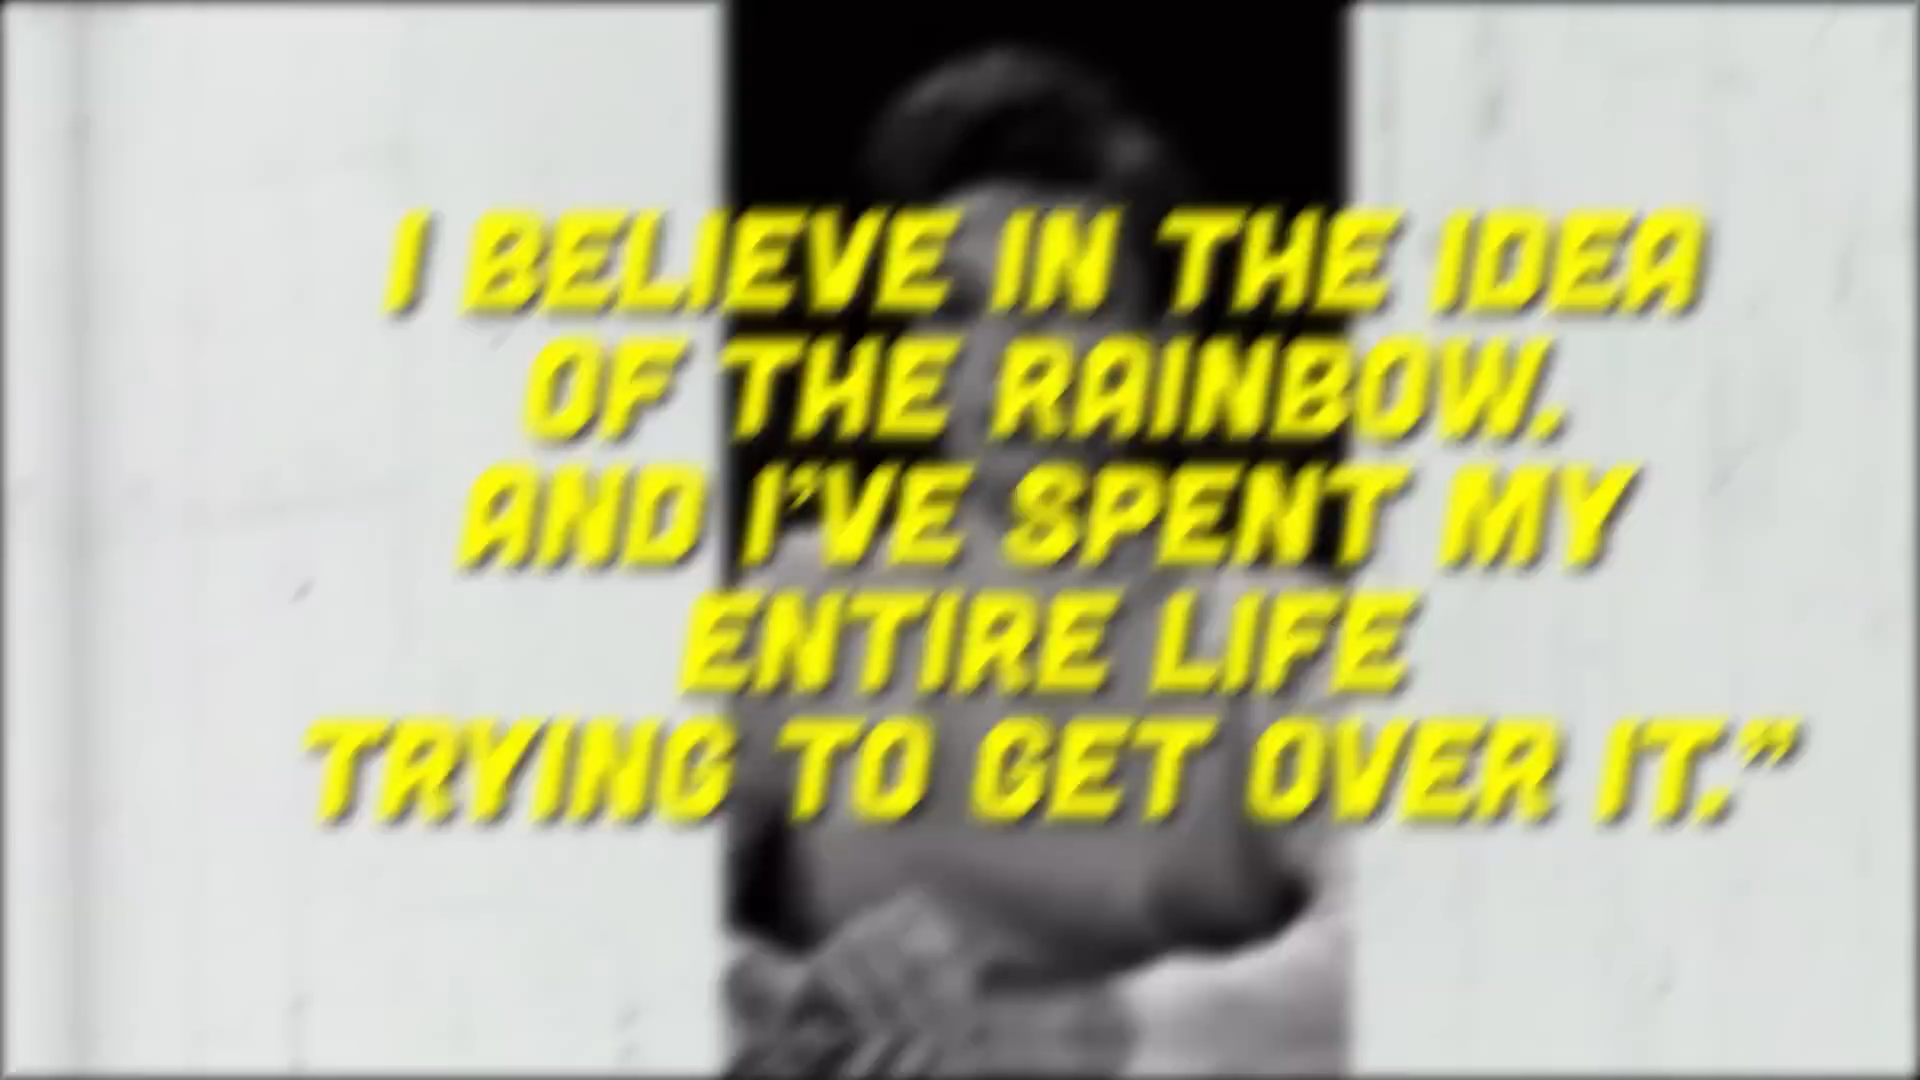 I BELIEVE IN THE IDEA
OF THE RAINBOW.
AND I'VE SPENT MY
ENTIRE LIFE
TRYING TO GET OVER IT.”